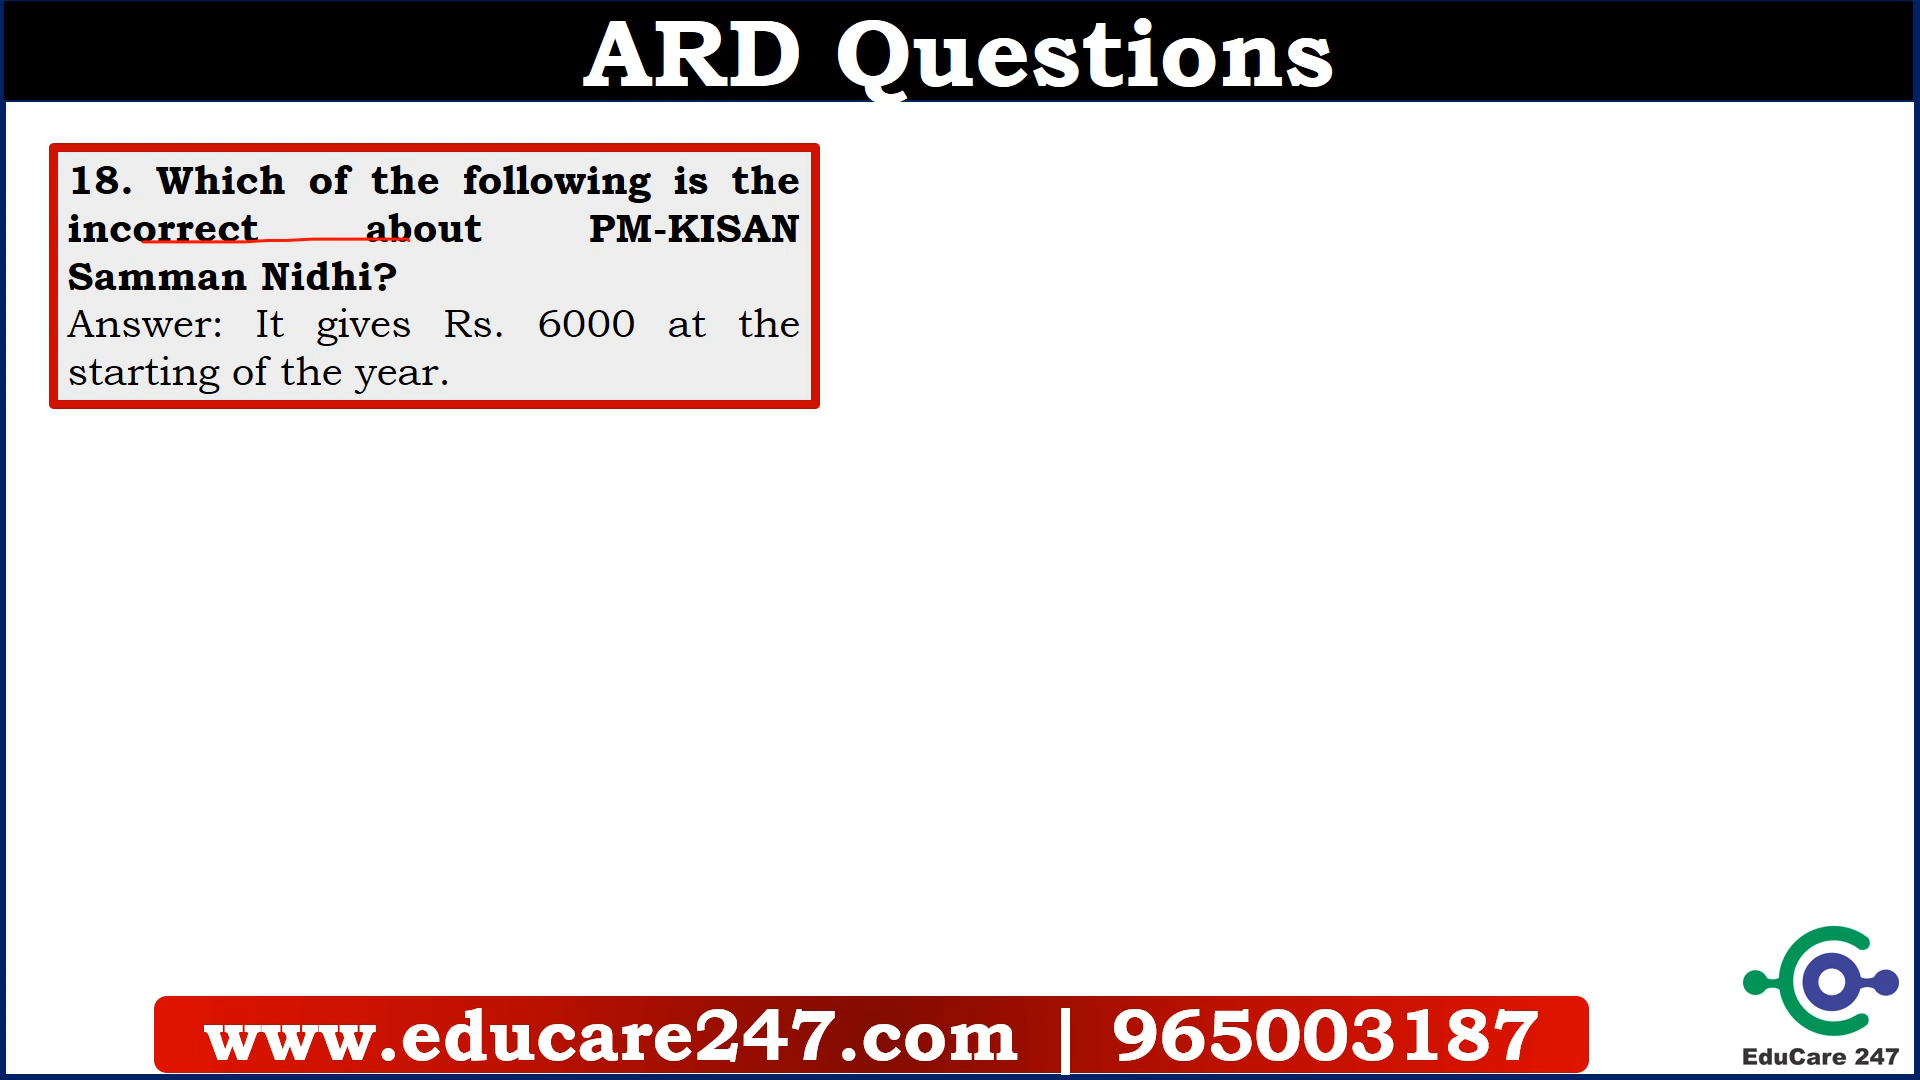 ARD Questions
18. Which of the following is the
incorrect about PM-KISAN
Samman Nidhi?
Answer: It gives Rs. 6000 at the
starting of the year.
www.educare247.com | 965003187
EduCare 247